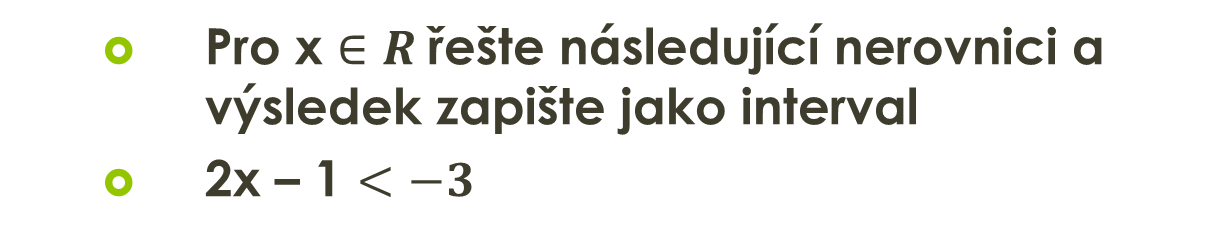 Pro x ∈ R řešte následující nerovnici a
výsledek zapište jako interval
2x – 1 < −3